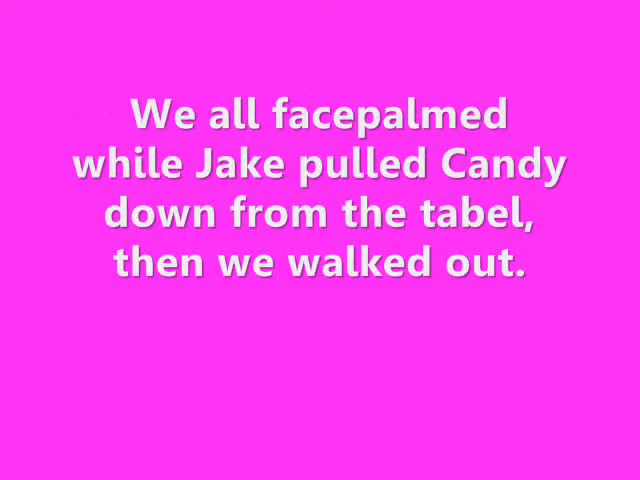 We all facepalmed
while Jake pulled Candy
down from the tabel,
then we walked out.